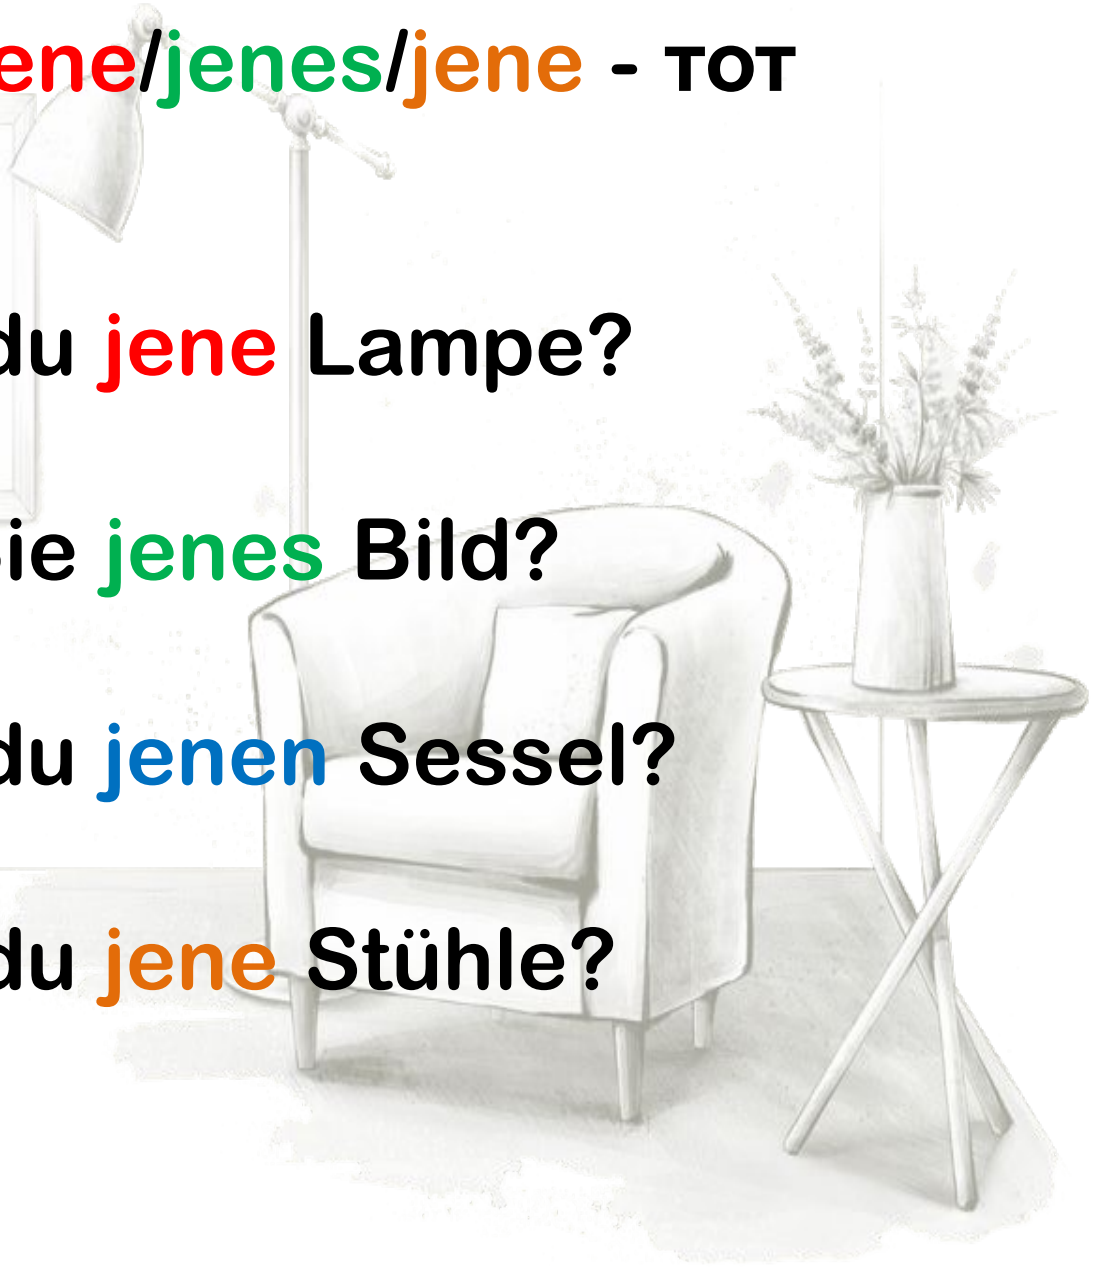 ene/jenes/jene - тот
du jene Lampe?
ie jenes Bild?
du jenen Sessel?
du jene Stühle?